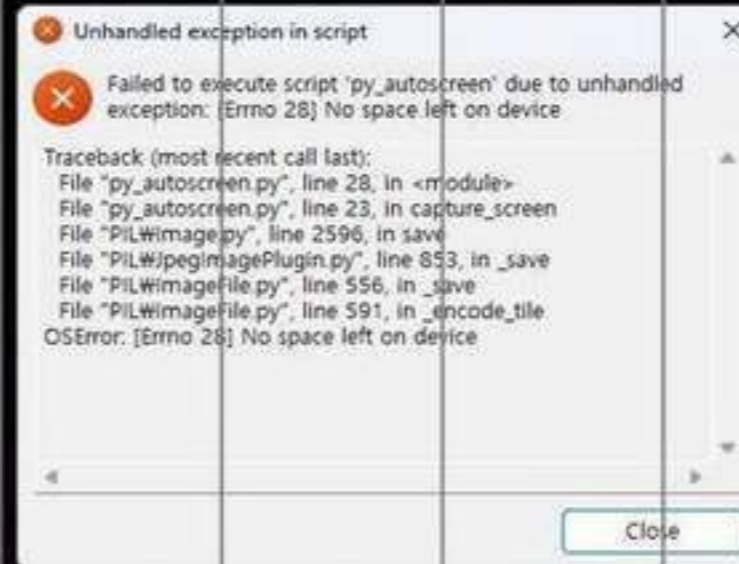 Unhandled exception in script
Failed to execute script 'py_autoscreen' due to unhandled
exception: [Errno 28] No space left on device
Traceback (most recent call last):
File "py_autoscreen.py", line 28, in <module>
File "py_autoscreen.py", line 23, in capture_screen
File "PIL₩Image.py", line 2596, in save
File "PIL₩JpegImagePlugin.py", line 853, in _save
File "PIL₩ImageFile.py", line 556, in _save
File "PIL₩ImageFile.py", line 591, in _encode_tile
OSError: [Errno 28] No space left on device
Close